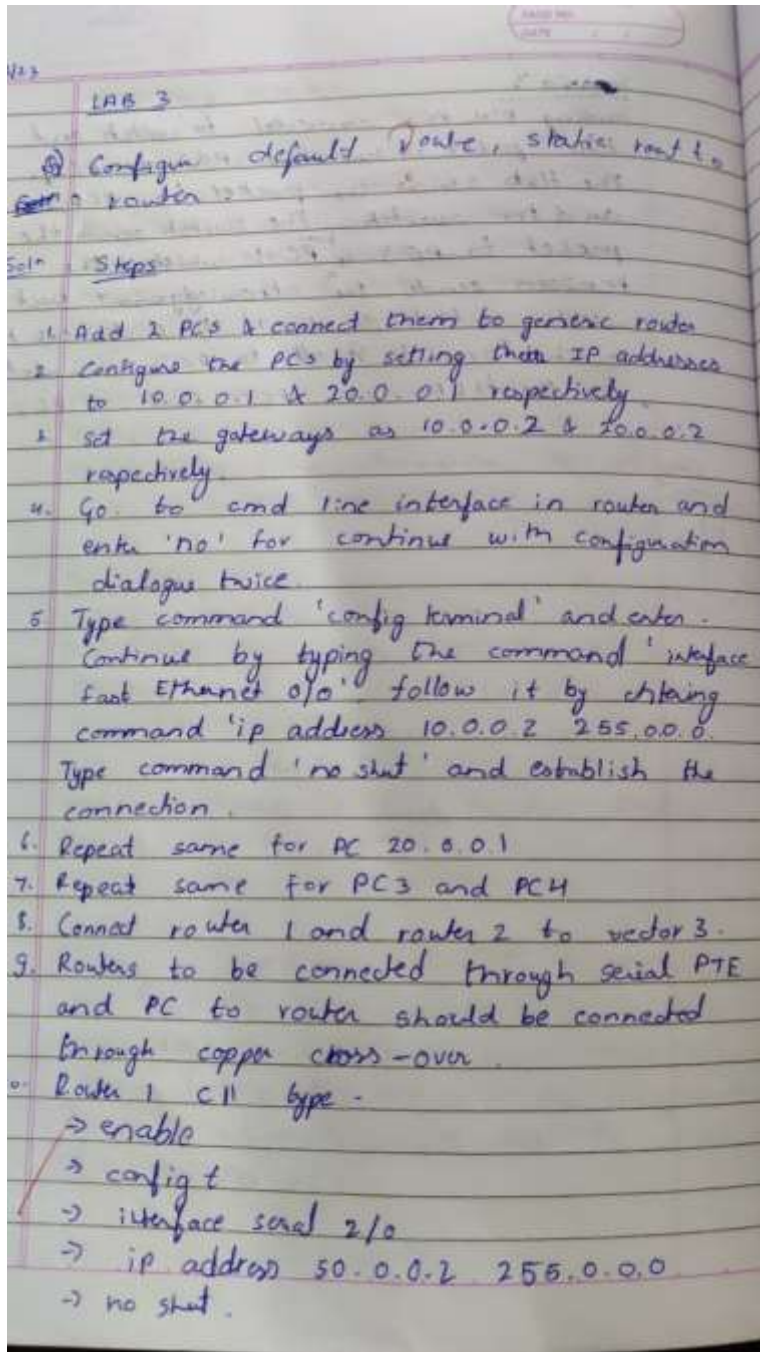 PAGE NO.
DATE
/23
LAB 3
Q) Configure default route, static rout to
router
Soln Steps
1. Add 2 PC's & connect them to generic router
2 Configure the PCs by setting them IP addresses
to 10.0.0.1 & 20.0.0.1 respectively.
3. set the gateways as 10.0.0.2 & 20.0.0.2
respectively.
4. Go to cmd line interface in router and
enter 'no' for continue with configuration
dialogue twice.
5 Type command 'config terminal' and enter.
Continue by typing the command 'interface
fast Ethernet 0/0' follow it by
command 'ip address 10.0.0.2 255.0.0.0.
Type command 'no shut' and establish the
connection.
6. Repeat same for PC 20.0.0.1
7. Repeat same for PC3 and PC4
8. Connect router 1 and router 2 to vector 3.
9. Routers to be connected through serial PTE
and PC to router should be connected
through copper cross-over.
0. Router 1 cli type -
→ enable
→ config t
→ interface serial 2/0
→ ip address 50.0.0.2 255.0.0.0
→ no shut.